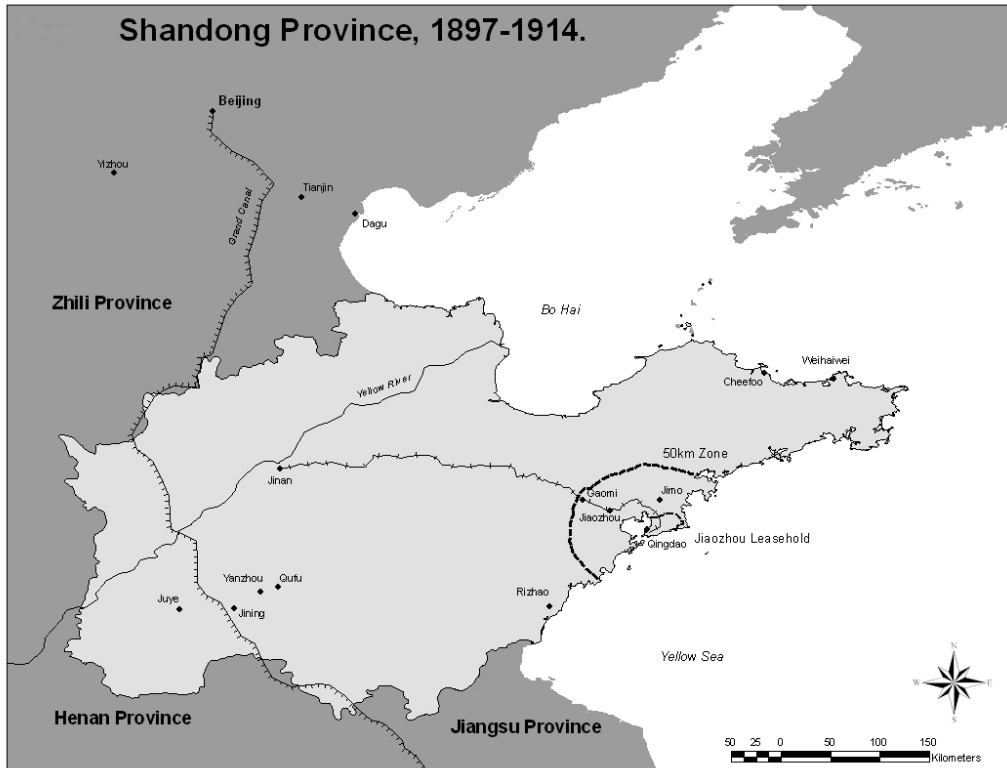 Shandong Province, 1897-1914.
Beijing
Yizhou
Tianjin
Grand Canal
Dagu
Zhili Province
Bo Hai
Weihaiwei
Cheefoo
Yellow River
50km Zone
Jinan
Gaomi
Jimo
Jiaozhou
Qingdao
Jiaozhou Leasehold
Yanzhou
Qufu
Juye
Jining
Rizhao
Yellow Sea
N
W
E
S
Henan Province
Jiangsu Province
50 25 0 50 100 150
Kilometers